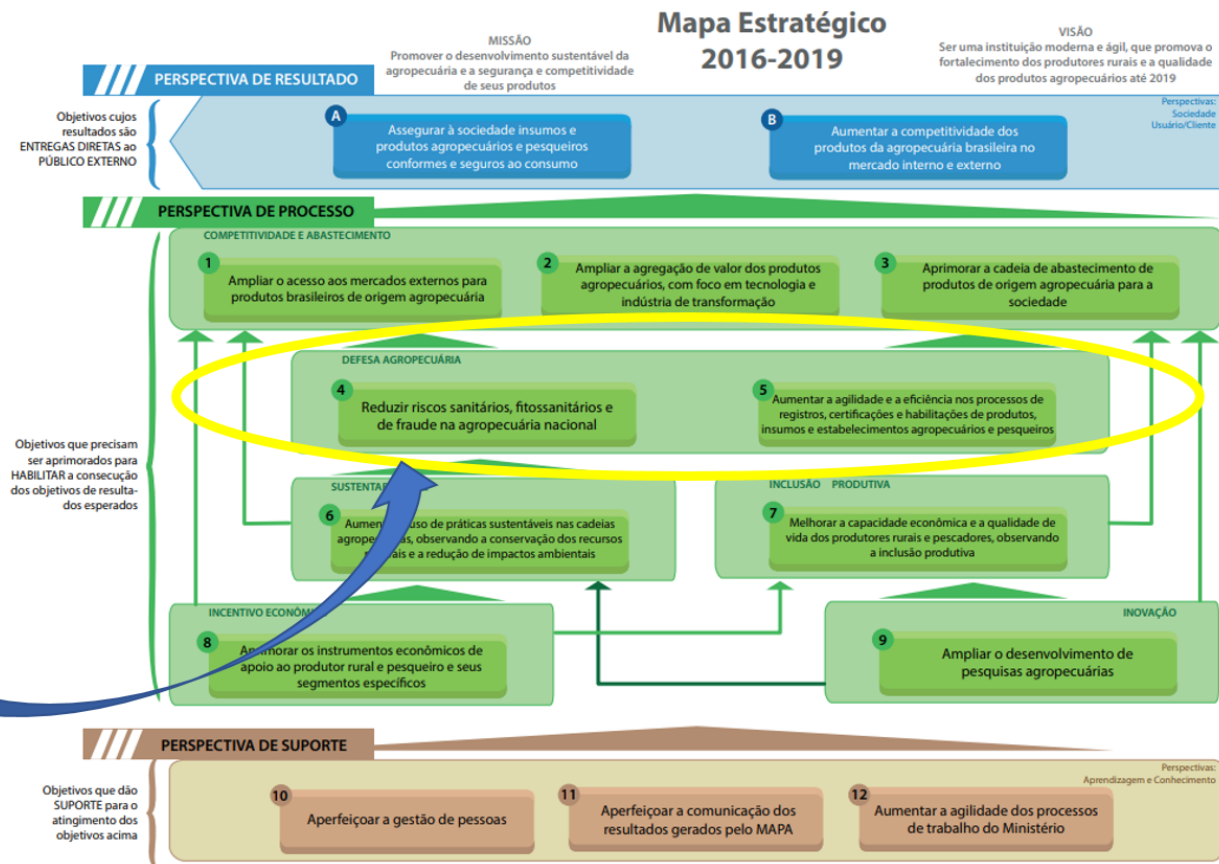 Mapa Estratégico
2016-2019
MISSÃO
Promover o desenvolvimento sustentável da
agropecuária e a segurança e competitividade
de seus produtos
VISÃO
Ser uma instituição moderna e ágil, que promova o
fortalecimento dos produtores rurais e a qualidade
dos produtos agropecuários até 2019
PERSPECTIVA DE RESULTADO
Objetivos cujos
resultados são
ENTREGAS DIRETAS ao
PÚBLICO EXTERNO
Perspectivas:
Sociedade
Usuário/Cliente
A
Assegurar à sociedade insumos e
produtos agropecuários e pesqueiros
conformes e seguros ao consumo
B
Aumentar a competitividade dos
produtos da agropecuária brasileira no
mercado interno e externo
PERSPECTIVA DE PROCESSO
Objetivos que precisam
ser aprimorados para
HABILITAR a consecução
dos objetivos de resulta-
dos esperados
COMPETITIVIDADE E ABASTECIMENTO
1
Ampliar o acesso aos mercados externos para
produtos brasileiros de origem agropecuária
2
Ampliar a agregação de valor dos produtos
agropecuários, com foco em tecnologia e
indústria de transformação
3
Aprimorar a cadeia de abastecimento de
produtos de origem agropecuária para a
sociedade
DEFESA AGROPECUÁRIA
4
Reduzir riscos sanitários, fitossanitários e
de fraude na agropecuária nacional
5
Aumentar a agilidade e a eficiência nos processos de
registros, certificações e habilitações de produtos,
insumos e estabelecimentos agropecuários e pesqueiros
6
uso de práticas sustentáveis nas cadeias
observando a conservação dos recursos
e a redução de impactos ambientais
INCLUSÃO PRODUTIVA
7
Melhorar a capacidade econômica e a qualidade de
vida dos produtores rurais e pescadores, observando
a inclusão produtiva
INCENTIVO
8
os instrumentos econômicos de
apoio ao produtor rural e pesqueiro e seus
segmentos específicos
INOVAÇÃO
9
Ampliar o desenvolvimento de
pesquisas agropecuárias
PERSPECTIVA DE SUPORTE
Objetivos que dão
SUPORTE para o
atingimento dos
objetivos acima
Perspectivas:
Aprendizagem e Conhecimento
10
Aperfeiçoar a gestão de pessoas
11
Aperfeiçoar a comunicação dos
resultados gerados pelo MAPA
12
Aumentar a agilidade dos processos
de trabalho do Ministério